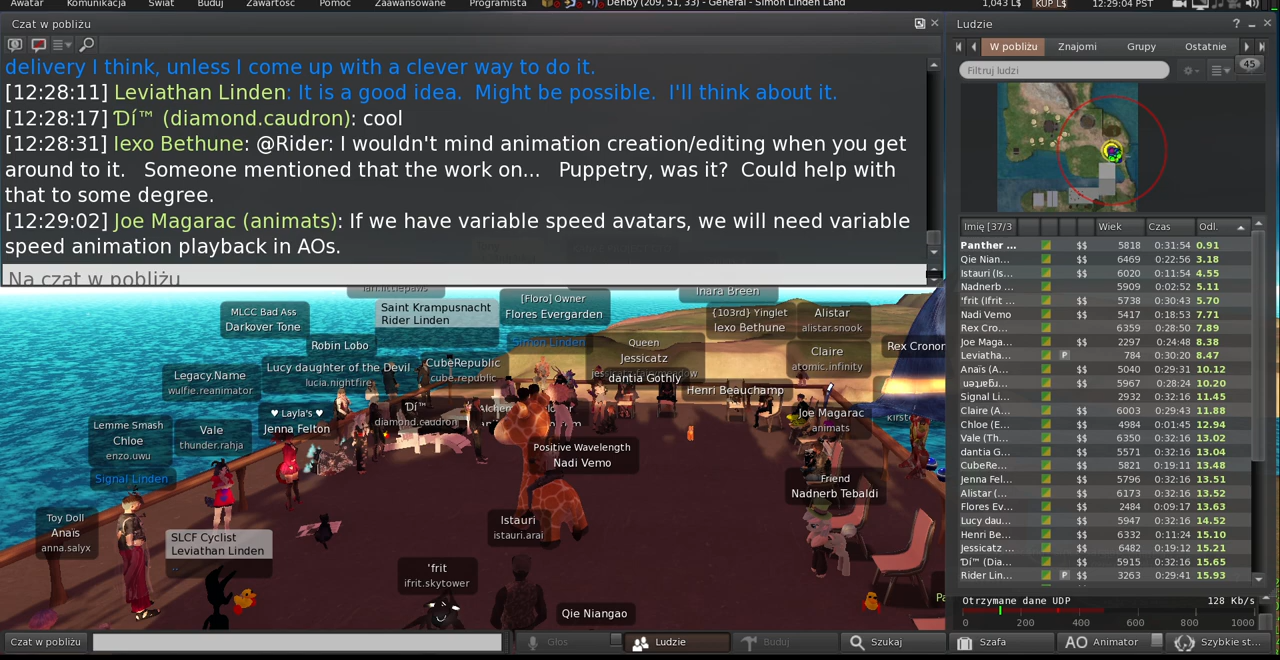 Awatar Komunikacja Świat Buduj Zawartość Pomoc Zaawansowane Programista Denby (209, 51, 33) - General - Simon Linden Land 1,043 L$ KUP L$ 12:29:04 PST
Czat w pobliżu
delivery I think, unless I come up with a clever way to do it.
[12:28:11] Leviathan Linden: It is a good idea.  Might be possible.  I'll think about it.
[12:28:17] Ɗí™ (diamond.caudron): cool
[12:28:31] Iexo Bethune: @Rider: I wouldn't mind animation creation/editing when you get
around to it.   Someone mentioned that the work on...   Puppetry, was it?  Could help with
that to some degree.
[12:29:02] Joe Magarac (animats): If we have variable speed avatars, we will need variable
speed animation playback in AOs.
Na czat w pobliżu
Inara Breen
MLCC Bad Ass
Darkover Tone
Saint Krampusnacht
Rider Linden
[Floro] Owner
Flores Evergarden
{103rd} Yinglet
Iexo Bethune
Alistar
alistar.snook
Simon Linden
Robin Lobo
Queen
Jessicatz
Claire
atomic.infinity
Rex Cronon
Lucy daughter of the Devil
lucia.nightfire
CubeRepublic
cube.republic
dantia Gothly
Legacy.Name
wulfie.reanimator
Henri Beauchamp
♥ Layla's ♥
Jenna Felton
Ɗí™
diamond.caudron
Joe Magarac
animats
Lemme Smash
Chloe
enzo.uwu
Vale
thunder.rahja
Positive Wavelength
Nadi Vemo
Signal Linden
Friend
Nadnerb Tebaldi
Toy Doll
Anaïs
anna.salyx
Istauri
istauri.arai
SLCF Cyclist
Leviathan Linden
..
'frit
ifrit.skytower
Qie Niangao
Czat w pobliżu Głos Ludzie Buduj Szukaj
Ludzie
? _ ×
W pobliżu Znajomi Grupy Ostatnie
Filtruj ludzi 45
Imię [37/3 Wiek Czas Odl.
Panther ... $$ 5818 0:31:54 0.91
Qie Nian... $$ 6469 0:22:56 3.18
Istauri (Is... $$ 6020 0:11:54 4.55
Nadnerb ... 5909 0:02:52 5.11
'frit (Ifrit ... $$ 5738 0:30:43 5.70
Nadi Vemo $$ 5417 0:18:53 7.71
Rex Cro... 6359 0:28:50 7.89
Joe Maga... $$ 2297 0:24:48 8.38
Leviatha... P 784 0:30:20 8.47
Anaïs (A... $$ 5040 0:29:31 10.12
$$ 5967 0:28:24 10.20
Signal Li... 2932 0:32:16 11.45
Claire (A... $$ 6003 0:29:43 11.88
Chloe (E... $$ 4984 0:01:45 12.94
Vale (Th... $$ 6350 0:32:16 13.02
dantia G... $$ 5571 0:32:16 13.04
CubeRe... $$ 5821 0:19:11 13.48
Jenna Fel... $$ 5796 0:32:16 13.51
Alistar (... $$ 6173 0:32:16 13.52
Flores Ev... $$ 2484 0:09:17 13.63
Lucy dau... $$ 5947 0:32:16 14.52
Henri Be... $$ 6332 0:11:24 15.10
Jessicatz ... $$ 6482 0:19:12 15.21
Ɗí™ (Dia... $$ 5915 0:32:16 15.65
Rider Lin... P $$ 3263 0:29:41 15.93
Otrzymane dane UDP 128 Kb/s
0 200 400 600 800 1000
Szafa AO Animator Szybkie st...